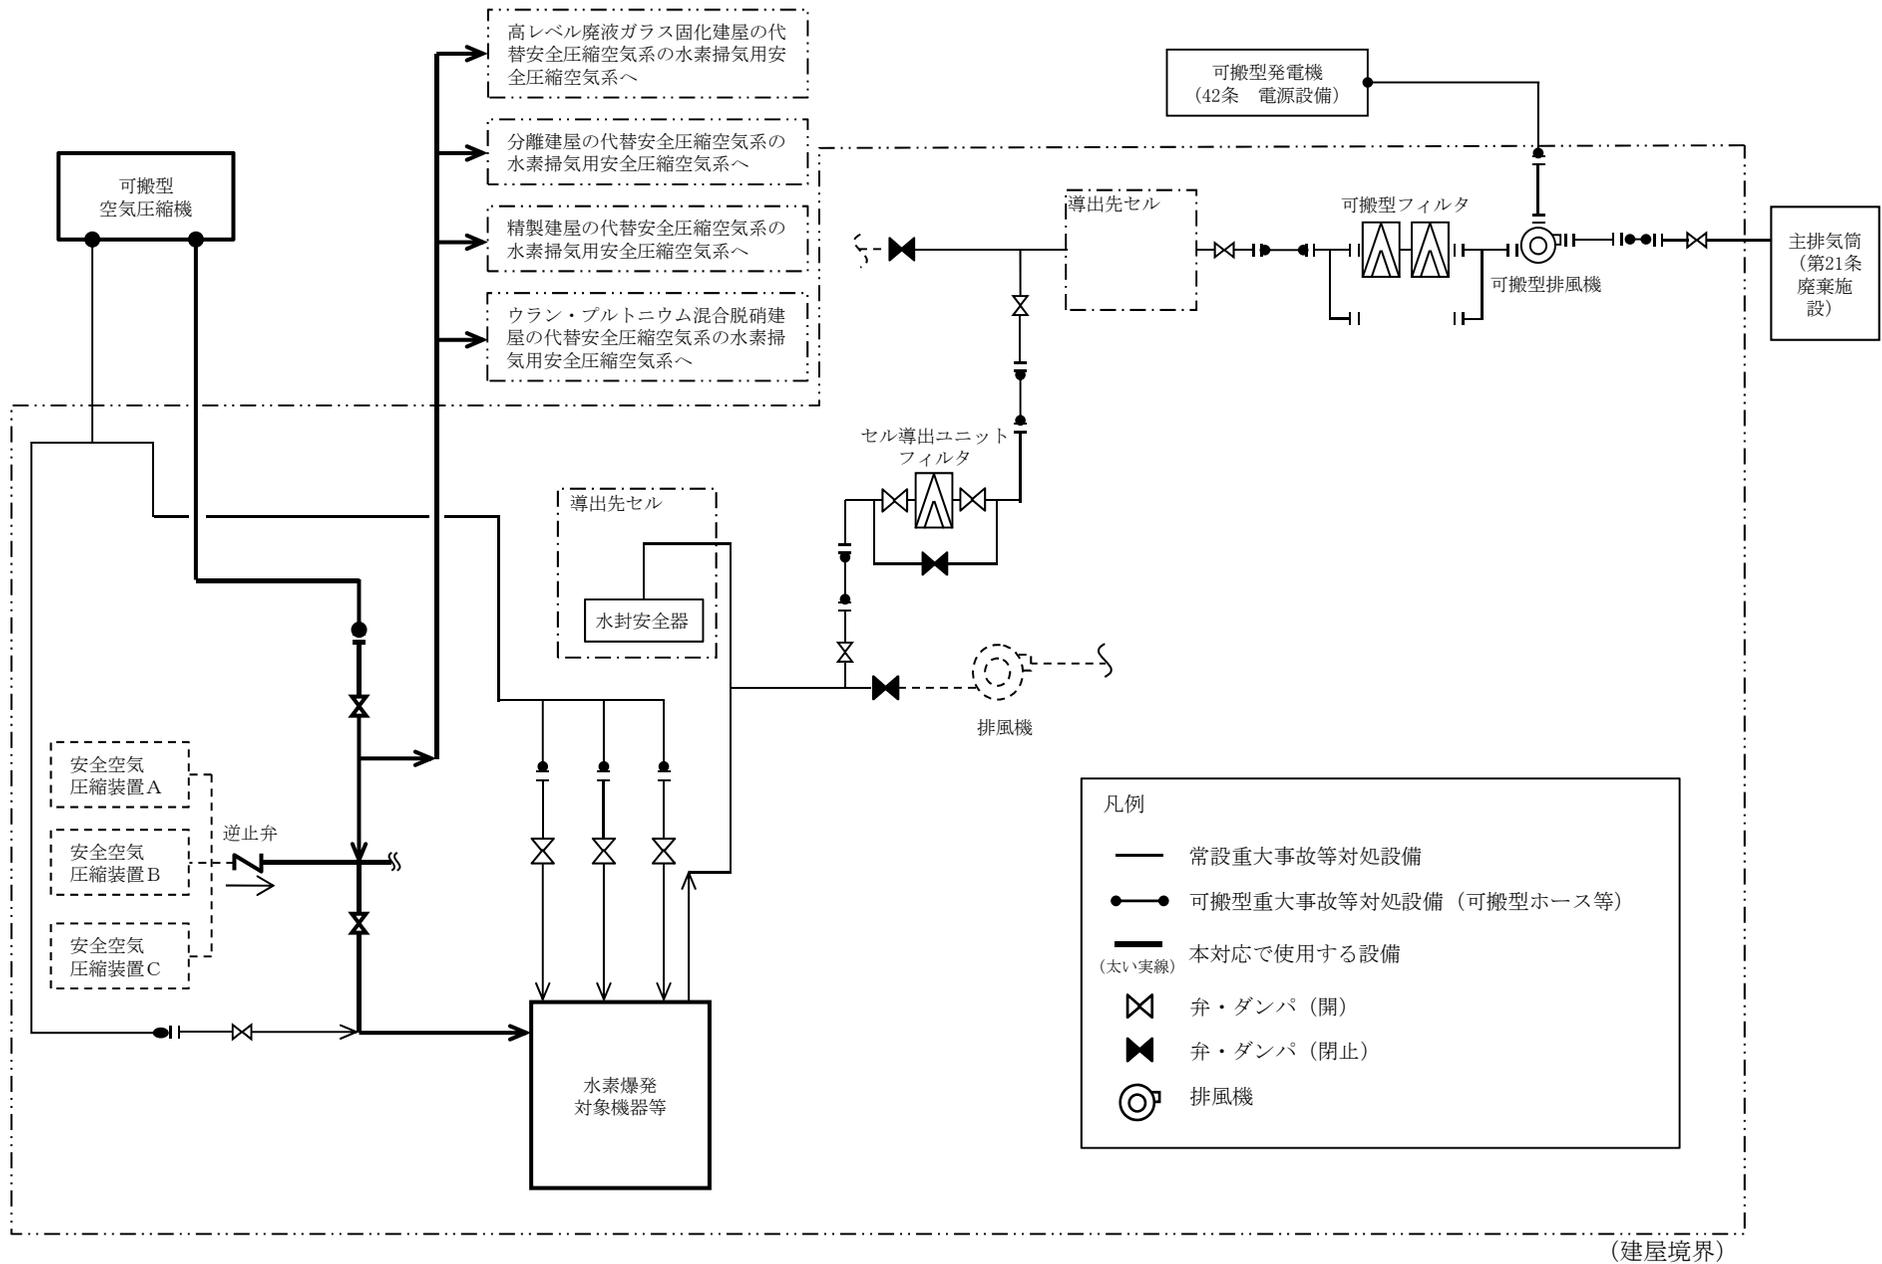 高レベル廃液ガラス固化建屋の代
替安全圧縮空気系の水素掃気用安
全圧縮空気系へ
分離建屋の代替安全圧縮空気系の
水素掃気用安全圧縮空気系へ
精製建屋の代替安全圧縮空気系の
水素掃気用安全圧縮空気系へ
ウラン・プルトニウム混合脱硝建
屋の代替安全圧縮空気系の水素掃
気用安全圧縮空気系へ
可搬型
空気圧縮機
可搬型発電機
（42条　電源設備）
導出先セル
可搬型フィルタ
可搬型排風機
主排気筒
（第21条
廃棄施
設）
セル導出ユニット
フィルタ
導出先セル
水封安全器
排風機
安全空気
圧縮装置A
安全空気
圧縮装置B
安全空気
圧縮装置C
逆止弁
水素爆発
対象機器等
凡例
常設重大事故等対処設備
可搬型重大事故等対処設備（可搬型ホース等）
本対応で使用する設備
（太い実線）
弁・ダンパ（開）
弁・ダンパ（閉止）
排風機
（建屋境界）